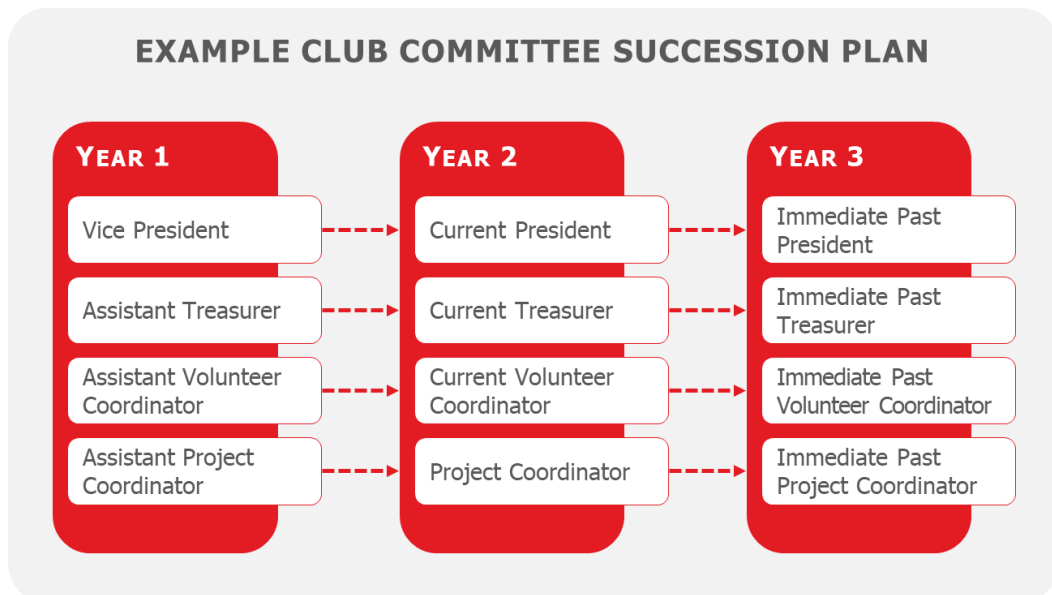 EXAMPLE CLUB COMMITTEE SUCCESSION PLAN
YEAR 1
Vice President
Assistant Treasurer
Assistant Volunteer
Coordinator
Assistant Project
Coordinator
YEAR 2
Current President
Current Treasurer
Current Volunteer
Coordinator
Project Coordinator
YEAR 3
Immediate Past
President
Immediate Past
Treasurer
Immediate Past
Volunteer Coordinator
Immediate Past
Project Coordinator